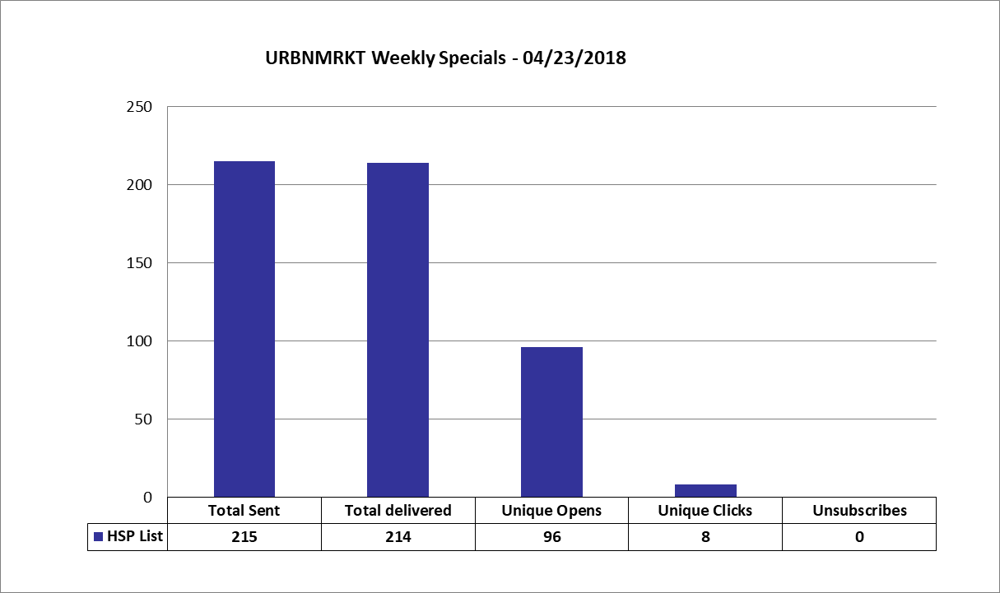 URBNMRKT Weekly Specials - 04/23/2018
250
200
150
100
50
0
Total Sent Total delivered Unique Opens Unique Clicks Unsubscribes
HSP List 215 214 96 8 0